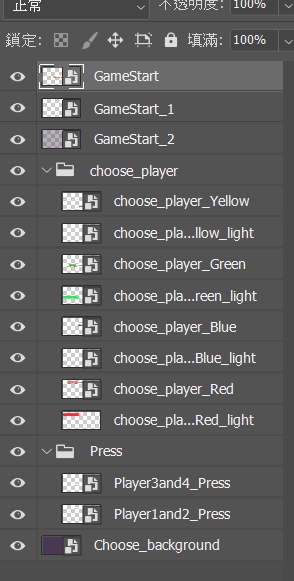 正常
不透明度: 100%
鎖定:
填滿: 100%
GameStart
GameStart_1
GameStart_2
choose_player
choose_player_Yellow
choose_pla...llow_light
choose_player_Green
choose_pla...reen_light
choose_player_Blue
choose_pla...Blue_light
choose_player_Red
choose_pla...Red_light
Press
Player3and4_Press
Player1and2_Press
Choose_background